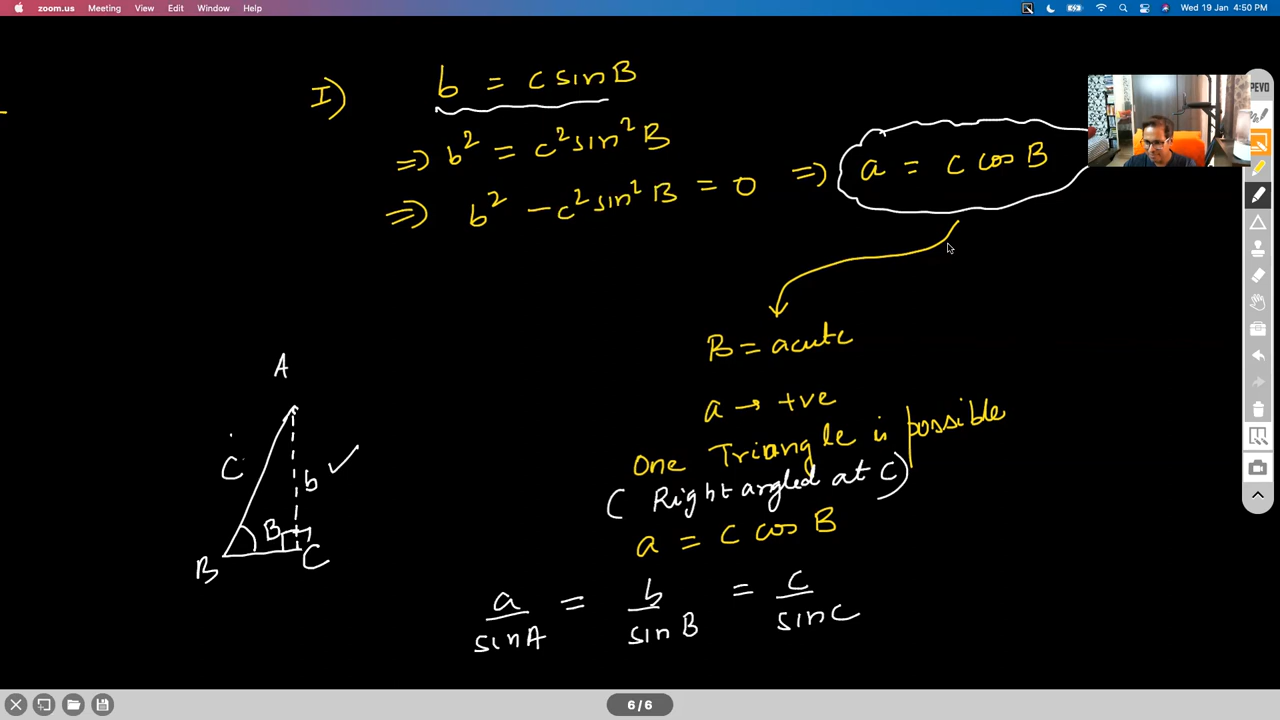 zoom.us Meeting View Edit Window Help Wed 19 Jan 4:50 PM
I) b = c sin B
⇒ b² = c² sin² B
⇒ b² - c² sin² B = 0 ⇒ a = c cos B
B = acute
a → +ve
One Triangle is possible
( Right angled at C)
a = c cos B
a/sin A = b/sin B = c/sin C
A
C
b ✓
B
B C
PEVO
6/6